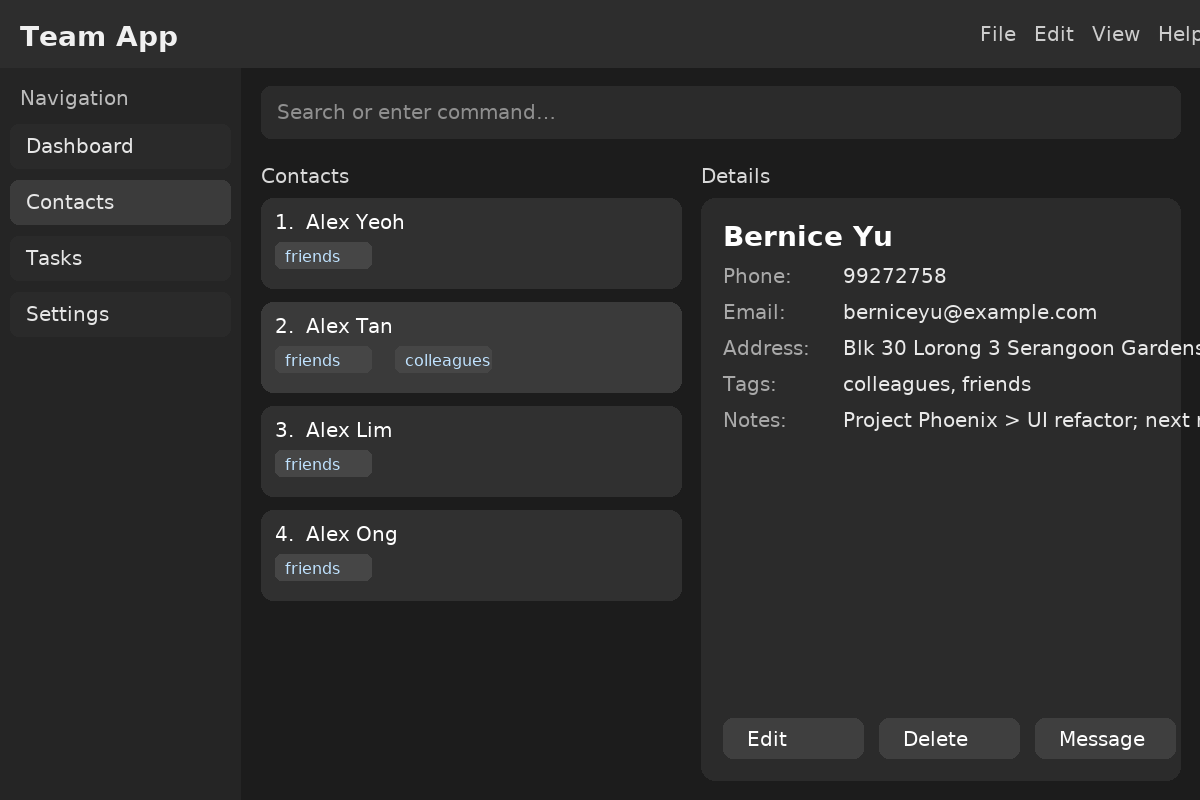 Team App
File Edit View Help
Navigation
Dashboard
Contacts
Tasks
Settings
Search or enter command...
Contacts
1. Alex Yeoh
friends
2. Alex Tan
friends colleagues
3. Alex Lim
friends
4. Alex Ong
friends
Details
Bernice Yu
Phone: 99272758
Email: berniceyu@example.com
Address: Blk 30 Lorong 3 Serangoon Gardens
Tags: colleagues, friends
Notes: Project Phoenix > UI refactor; next
Edit Delete Message